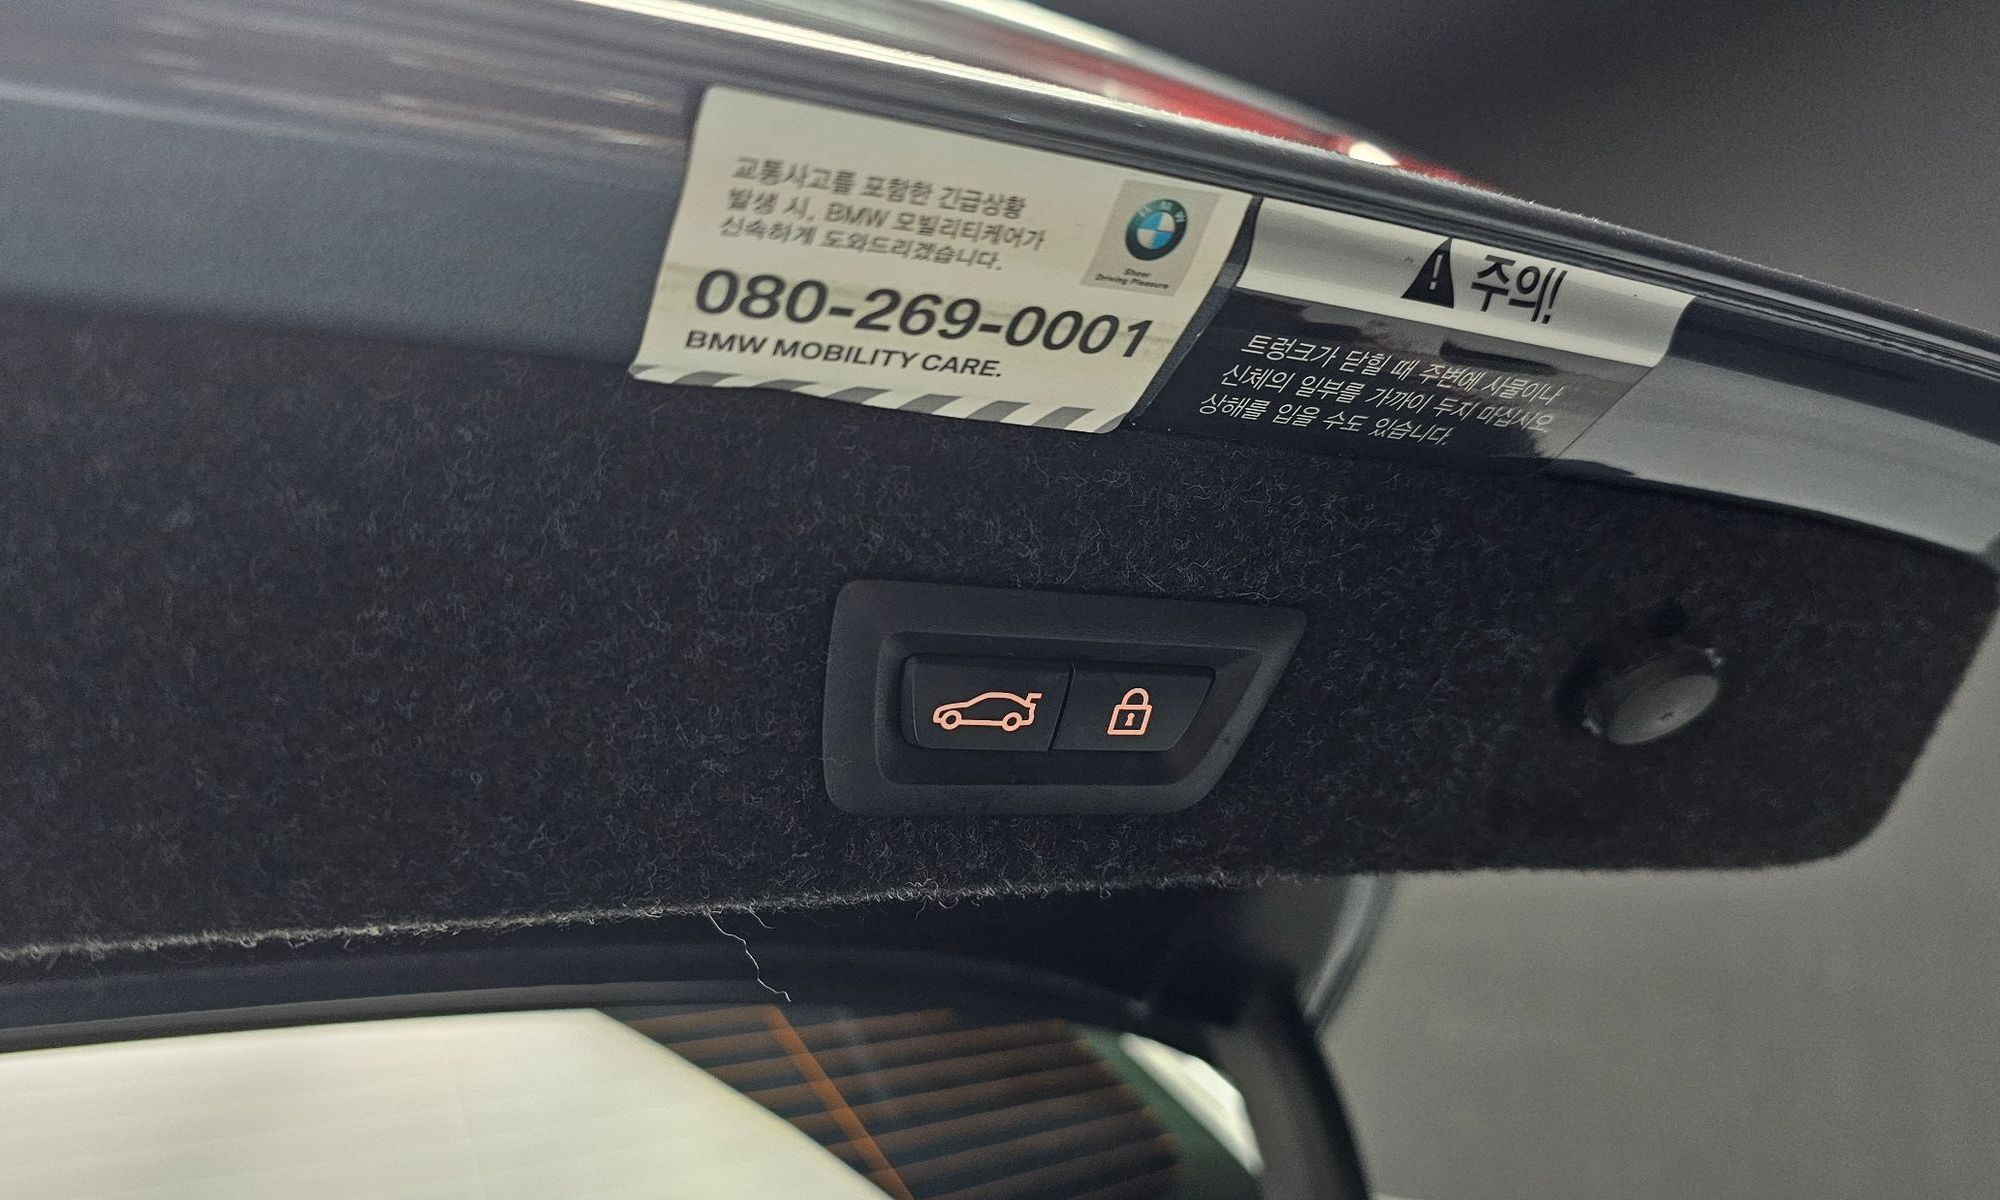 교통사고를 포함한 긴급상황
발생 시, BMW 모빌리티케어가
신속하게 도와드리겠습니다.
080-269-0001
BMW MOBILITY CARE.
BMW
Sheer
Driving Pleasure
주의!
트렁크가 닫힐 때 주변에 사물이나
신체의 일부를 가까이 두지 마십시오.
상해를 입을 수도 있습니다.